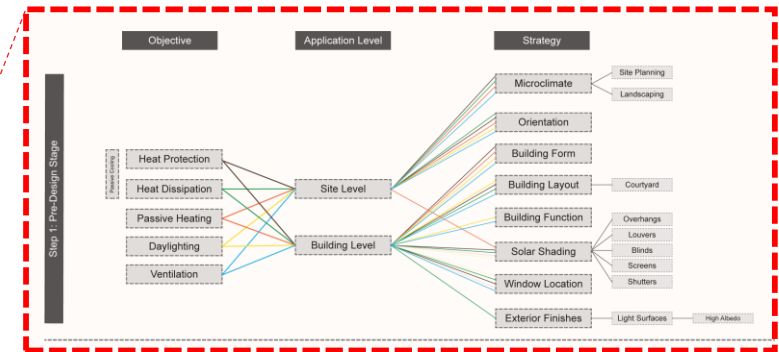 Objective
Application Level
Strategy
Step 1: Pre-Design Stage
Passive Cooling
Heat Protection
Heat Dissipation
Passive Heating
Daylighting
Ventilation
Site Level
Building Level
Microclimate
Site Planning
Landscaping
Orientation
Building Form
Building Layout
Courtyard
Building Function
Solar Shading
Overhangs
Louvers
Blinds
Screens
Shutters
Window Location
Exterior Finishes
Light Surfaces
High Albedo